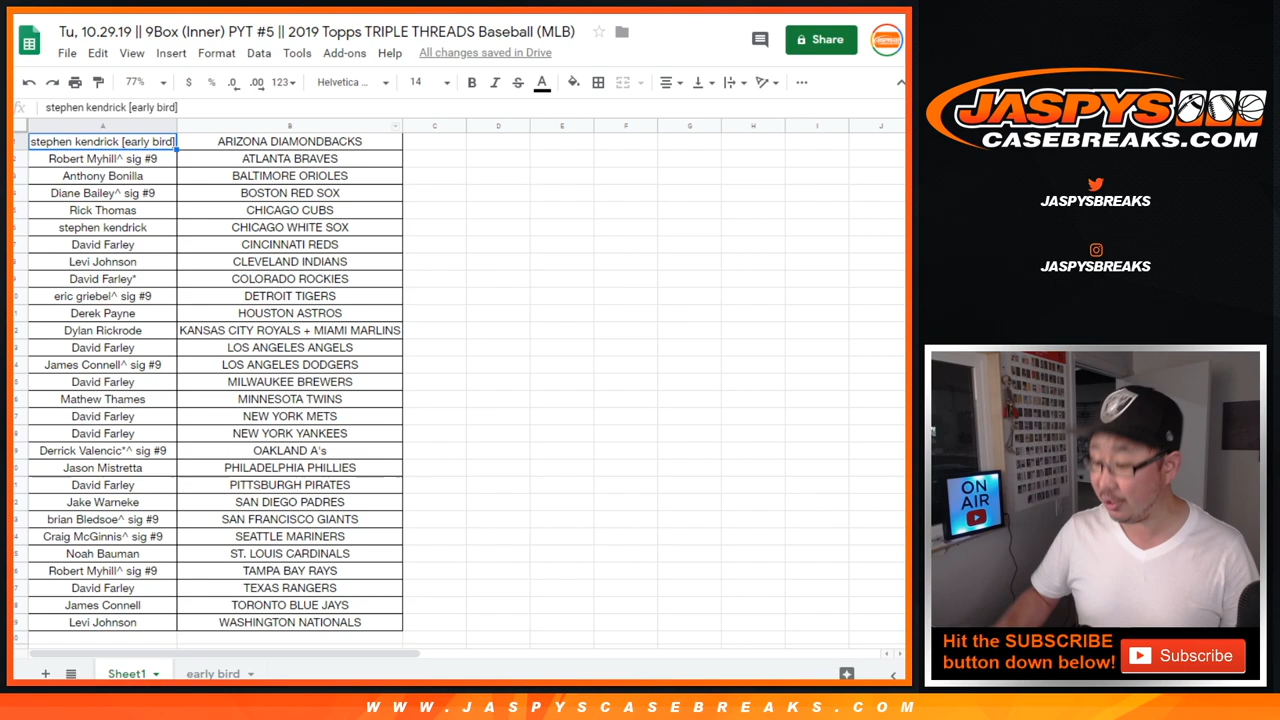 Tu, 10.29.19 || 9Box (Inner) PYT #5 || 2019 Topps TRIPLE THREADS Baseball (MLB)
File Edit View Insert Format Data Tools Add-ons Help All changes saved in Drive
Share
77% $ % .0 .00 123 Helvetica ... 14 B I S A
fx stephen kendrick [early bird]
A B C D E F G H I J
stephen kendrick [early bird] ARIZONA DIAMONDBACKS
Robert Myhill^ sig #9 ATLANTA BRAVES
Anthony Bonilla BALTIMORE ORIOLES
Diane Bailey^ sig #9 BOSTON RED SOX
Rick Thomas CHICAGO CUBS
stephen kendrick CHICAGO WHITE SOX
David Farley CINCINNATI REDS
Levi Johnson CLEVELAND INDIANS
David Farley* COLORADO ROCKIES
eric griebel^ sig #9 DETROIT TIGERS
Derek Payne HOUSTON ASTROS
Dylan Rickrode KANSAS CITY ROYALS + MIAMI MARLINS
David Farley LOS ANGELES ANGELS
James Connell^ sig #9 LOS ANGELES DODGERS
David Farley MILWAUKEE BREWERS
Mathew Thames MINNESOTA TWINS
David Farley NEW YORK METS
David Farley NEW YORK YANKEES
Derrick Valencic*^ sig #9 OAKLAND A's
Jason Mistretta PHILADELPHIA PHILLIES
David Farley PITTSBURGH PIRATES
Jake Warneke SAN DIEGO PADRES
brian Bledsoe^ sig #9 SAN FRANCISCO GIANTS
Craig McGinnis^ sig #9 SEATTLE MARINERS
Noah Bauman ST. LOUIS CARDINALS
Robert Myhill^ sig #9 TAMPA BAY RAYS
David Farley TEXAS RANGERS
James Connell TORONTO BLUE JAYS
Levi Johnson WASHINGTON NATIONALS
Sheet1 early bird
JASPYS
CASEBREAKS.COM
JASPYSBREAKS
JASPYSBREAKS
ON
AIR
Hit the SUBSCRIBE
button down below!
Subscribe
WWW.JASPYSCASEBREAKS.COM